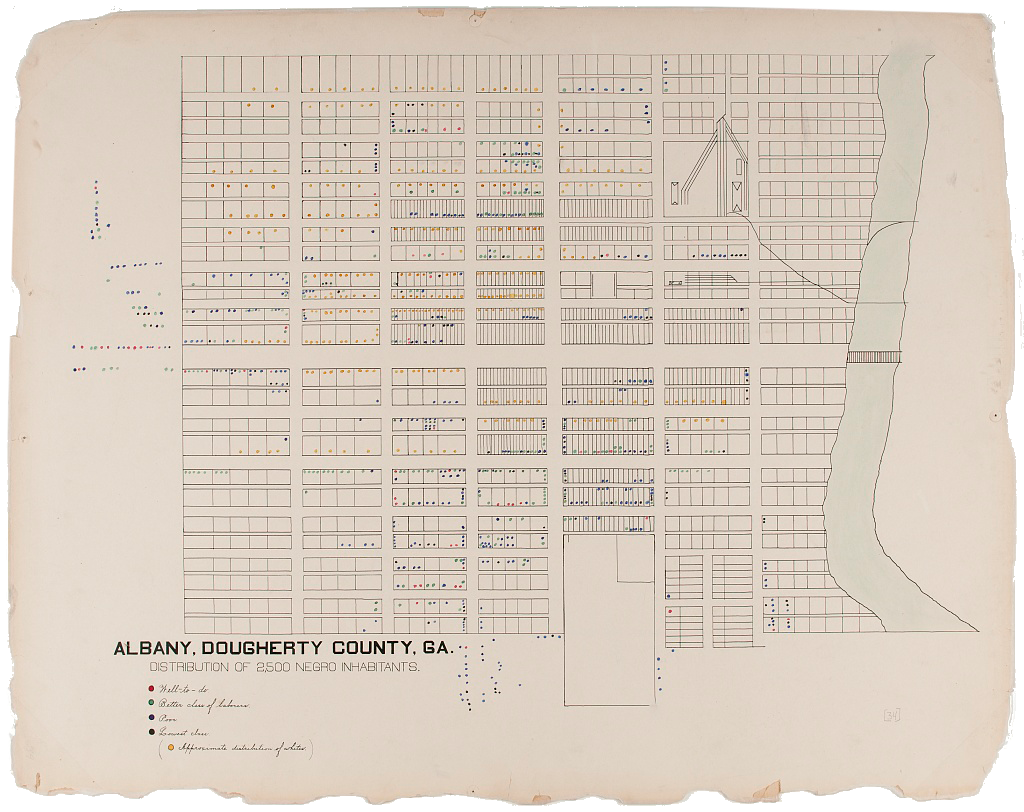 ALBANY, DOUGHERTY COUNTY, GA.
DISTRIBUTION OF 2,500 NEGRO INHABITANTS.
Well-to-do
Better class of laborers.
Poor
Lowest class
(Approximate distribution of whites.)